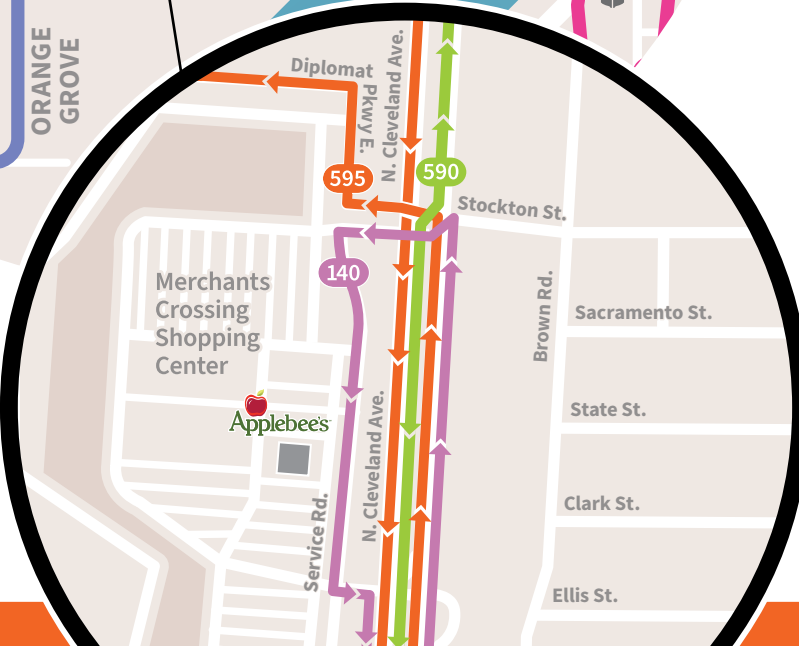 ORANGE
GROVE
Diplomat
Pkwy E.
N. Cleveland Ave.
595
590
Stockton St.
140
Merchants
Crossing
Shopping
Center
Brown Rd.
Sacramento St.
Applebee's
State St.
N. Cleveland Ave.
Service Rd.
Clark St.
Ellis St.